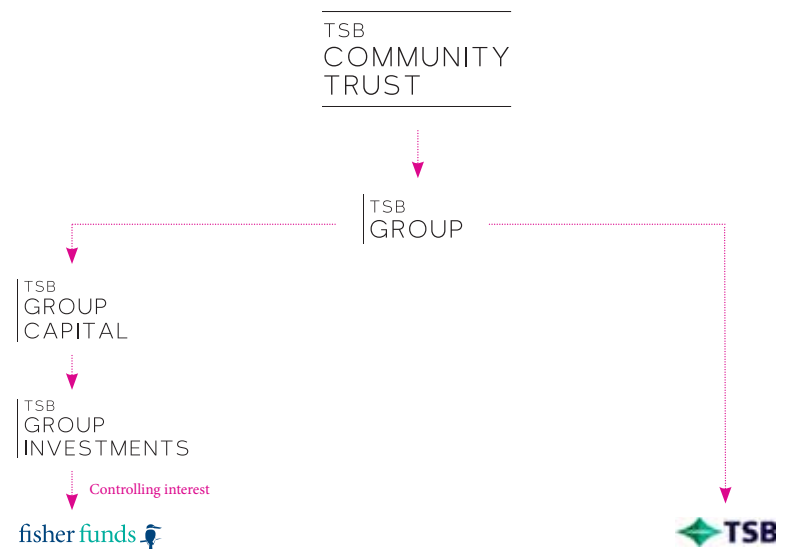 TSB
COMMUNITY
TRUST
TSB
GROUP
TSB
GROUP
CAPITAL
TSB
GROUP
INVESTMENTS
Controlling interest
fisher funds
TSB